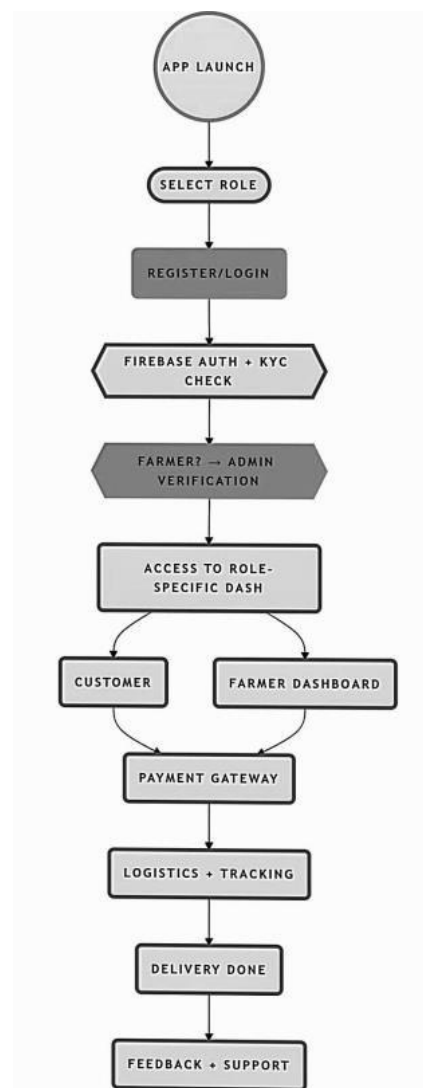 APP LAUNCH
SELECT ROLE
REGISTER/LOGIN
FIREBASE AUTH + KYC
CHECK
FARMER? → ADMIN
VERIFICATION
ACCESS TO ROLE-
SPECIFIC DASH
CUSTOMER
FARMER DASHBOARD
PAYMENT GATEWAY
LOGISTICS + TRACKING
DELIVERY DONE
FEEDBACK + SUPPORT